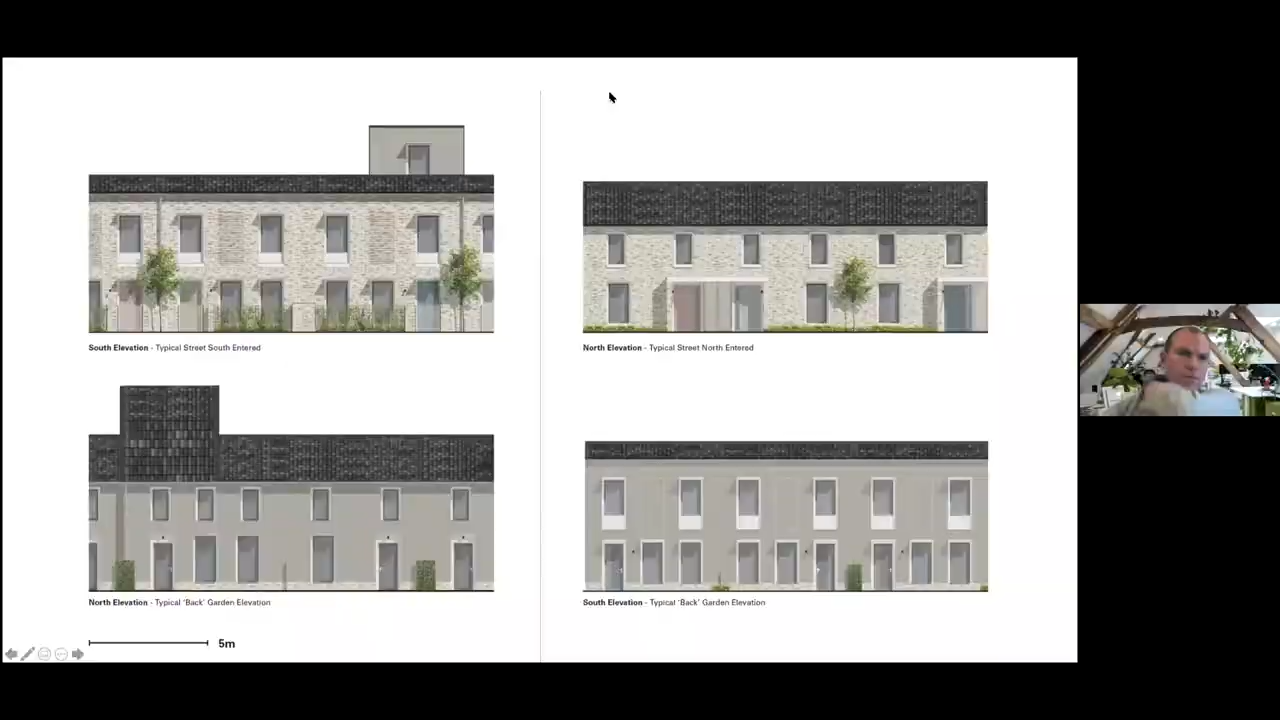 South Elevation - Typical Street South Entered
North Elevation - Typical Street North Entered
North Elevation - Typical 'Back' Garden Elevation
South Elevation - Typical 'Back' Garden Elevation
5m